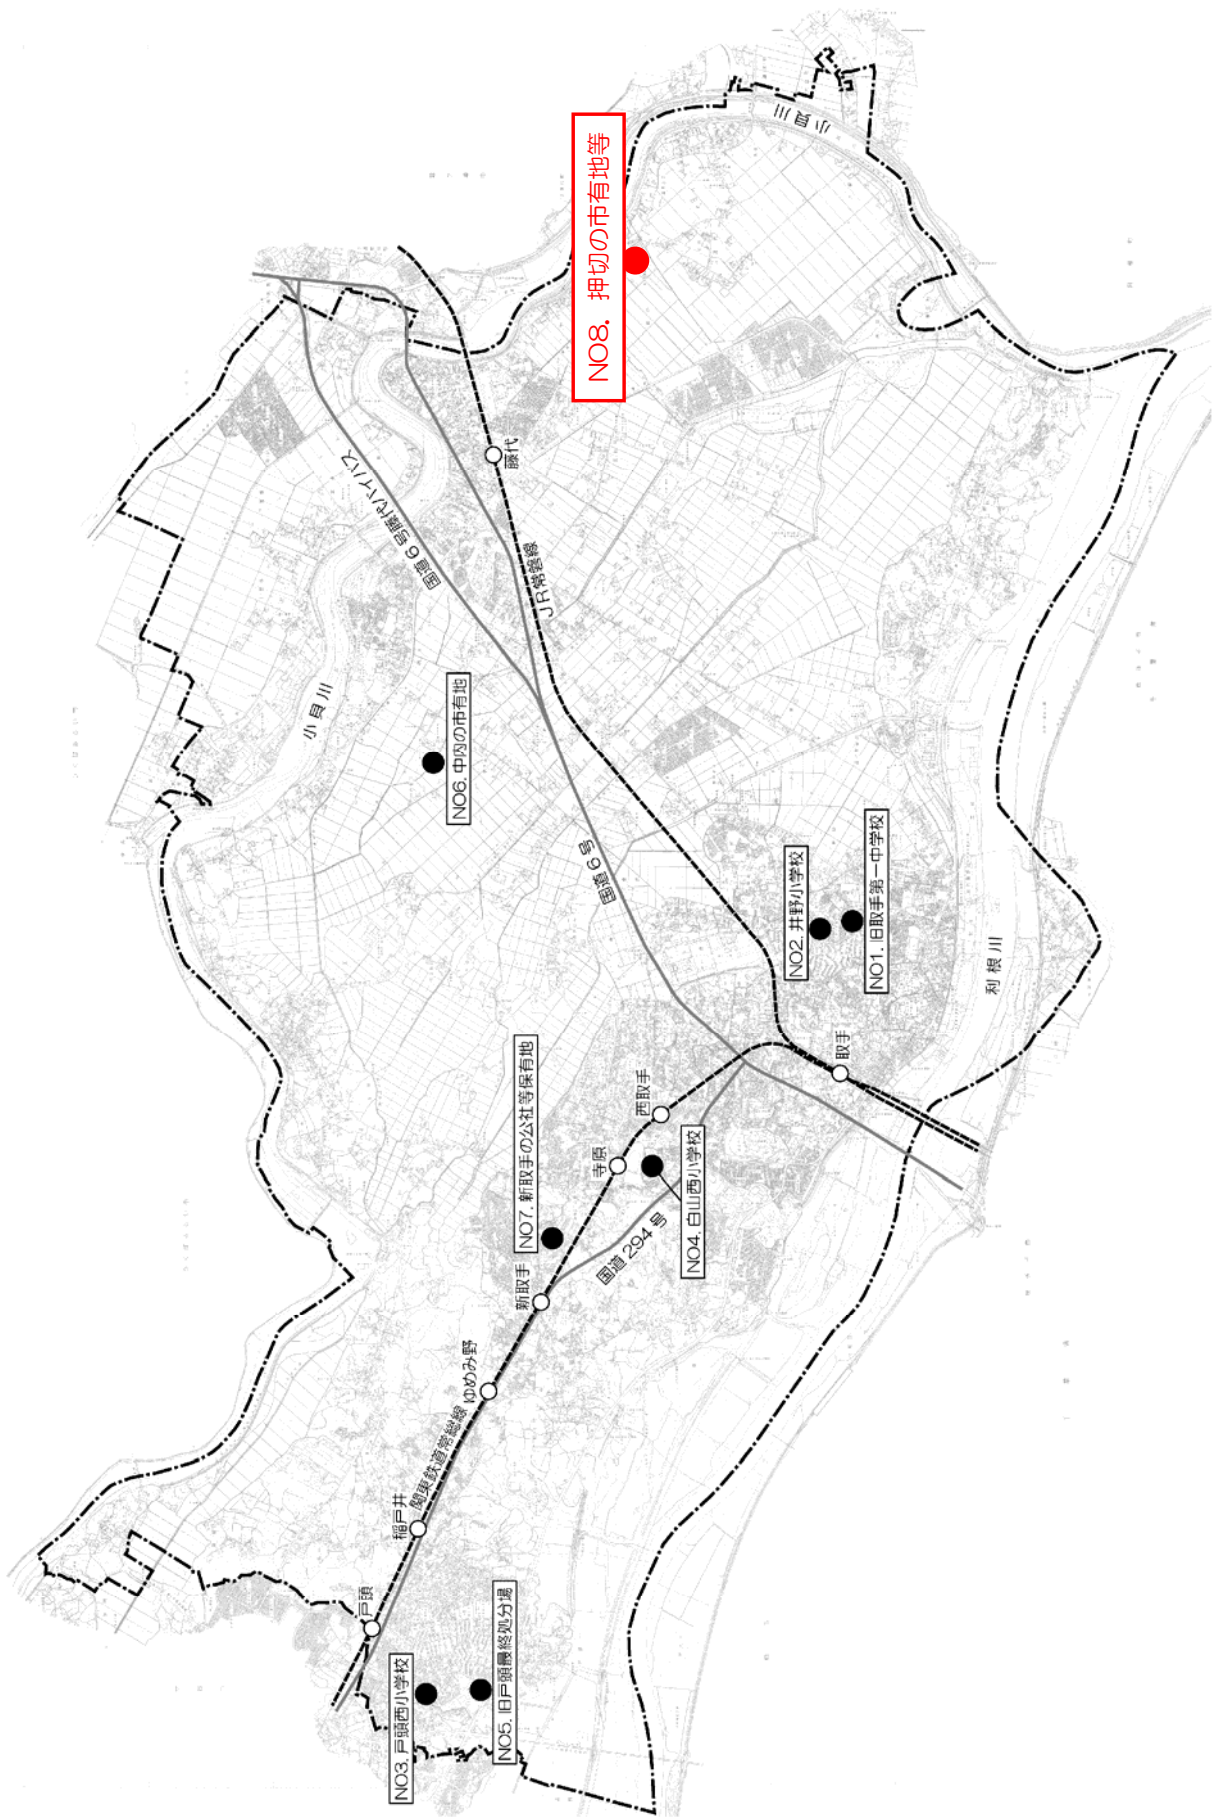 NO8. 押切の市有地等
小貝川
藤代
国道6号藤代バイパス
JR常磐線
小貝川
NO6. 中内の市有地
国道6号
NO2. 井野小学校
NO1. 旧取手第一中学校
利根川
取手
西取手
寺原
NO7. 新取手の公社等保有地
NO4. 白山西小学校
国道294号
新取手
ゆめみ野
関東鉄道常総線
稲戸井
戸頭
NO3. 戸頭西小学校
NO5. 旧戸頭最終処分場